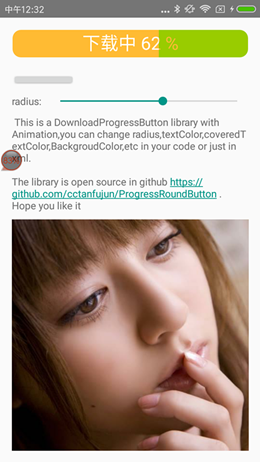 中午12:32
下载中 62 %
radius:
This is a DownloadProgressButton library with
Animation,you can change radius,textColor,coveredT
extColor,BackgroudColor,etc in your code or just in
xml.
The library is open source in github https://
github.com/cctanfujun/ProgressRoundButton .
Hope you like it